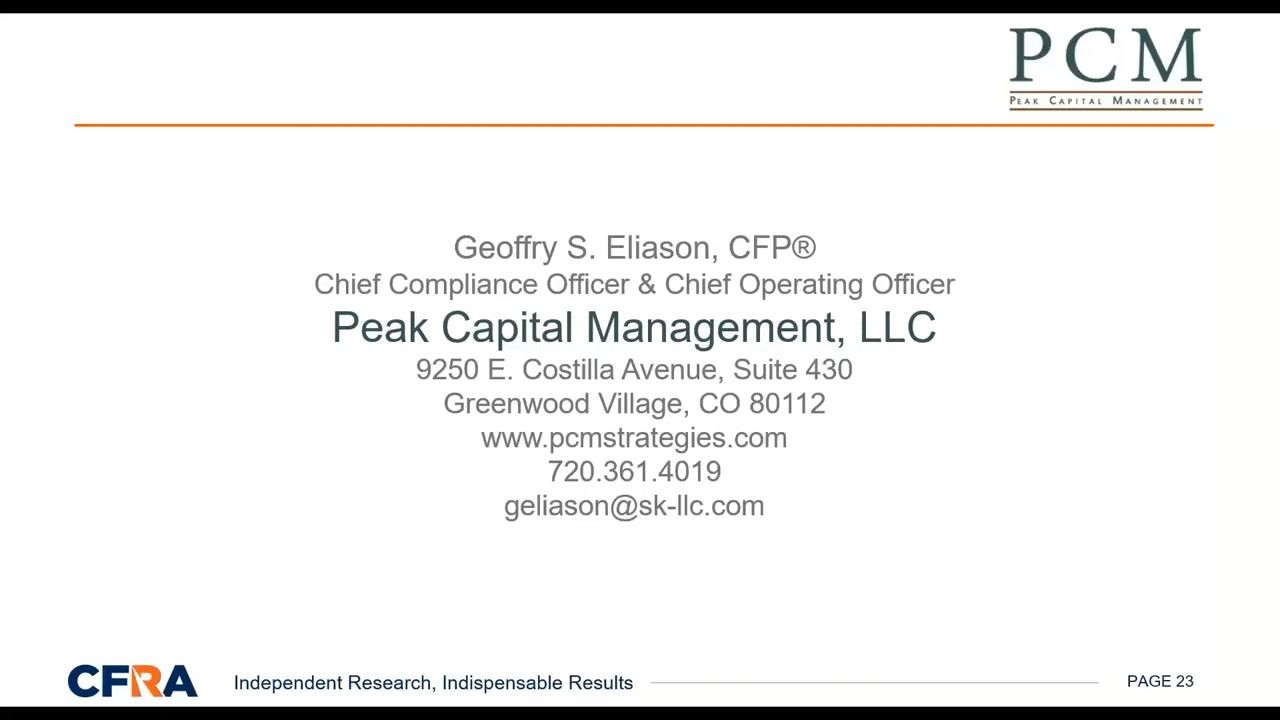 PCM
PEAK CAPITAL MANAGEMENT
Geoffry S. Eliason, CFP®
Chief Compliance Officer & Chief Operating Officer
Peak Capital Management, LLC
9250 E. Costilla Avenue, Suite 430
Greenwood Village, CO 80112
www.pcmstrategies.com
720.361.4019
geliason@sk-llc.com
CFRA Independent Research, Indispensable Results PAGE 23